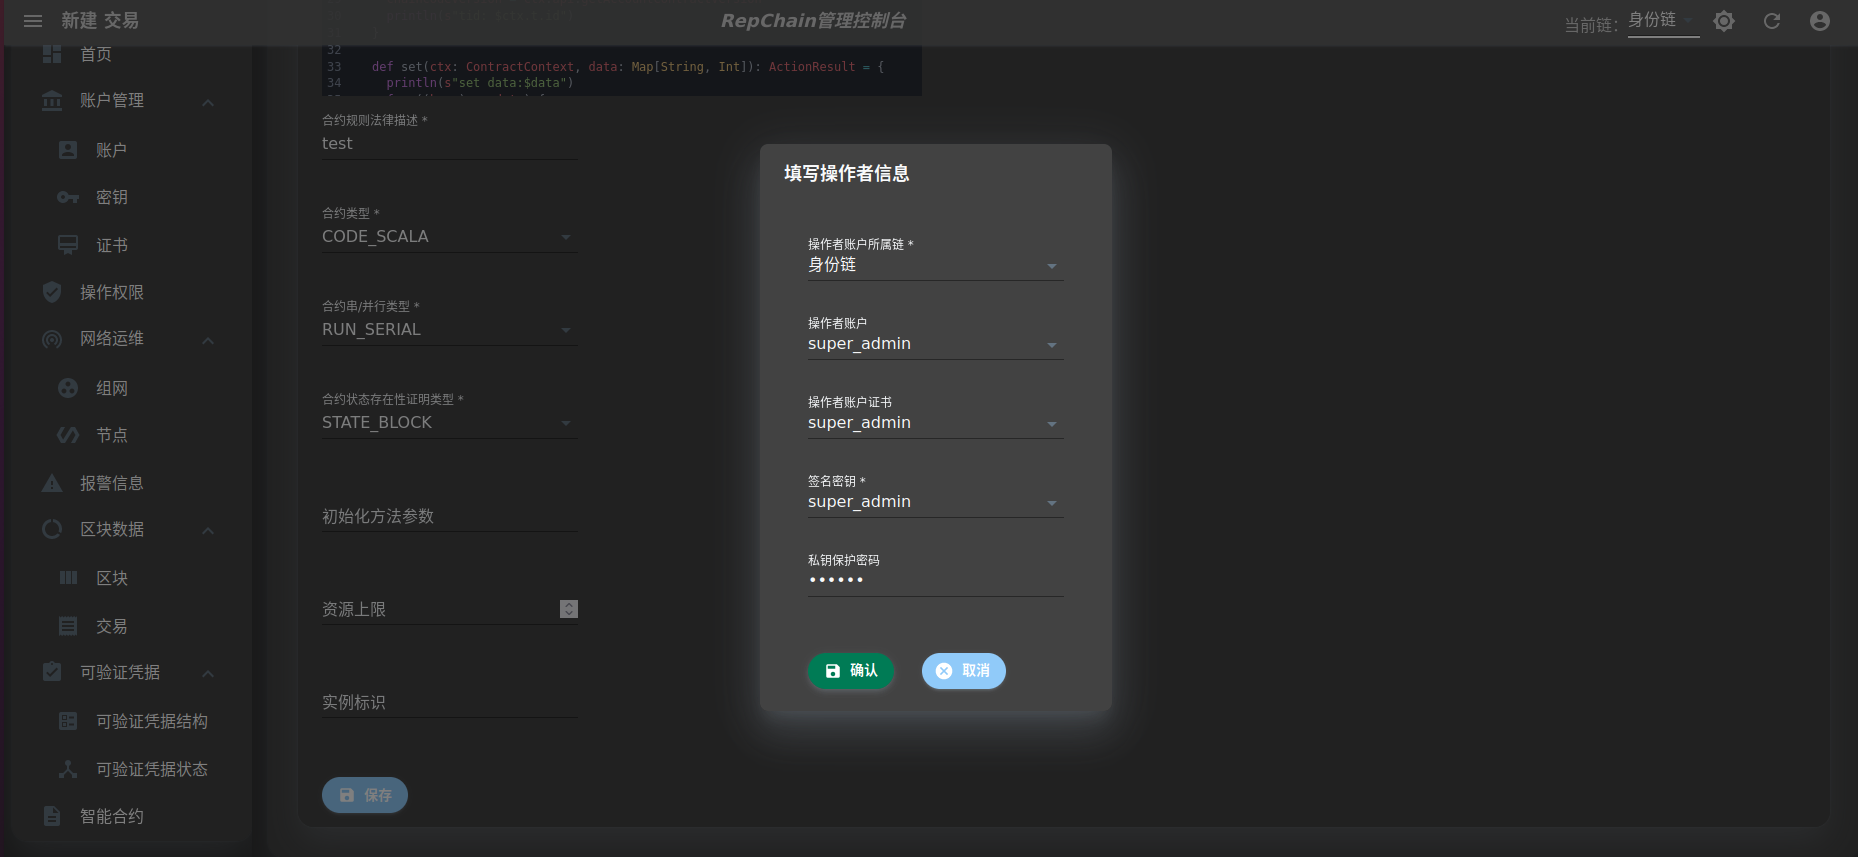 新建 交易
RepChain管理控制台
当前链：
身份链
首页
账户管理
账户
密钥
证书
操作权限
网络运维
组网
节点
报警信息
区块数据
区块
交易
可验证凭据
可验证凭据结构
可验证凭据状态
智能合约
32
33 def set(ctx: ContractContext, data: Map[String, Int]): ActionResult = {
34 println(s"set data:$data")
合约规则法律描述 *
test
合约类型 *
CODE_SCALA
合约串/并行类型 *
RUN_SERIAL
合约状态存在性证明类型 *
STATE_BLOCK
初始化方法参数
资源上限
实例标识
保存
填写操作者信息
操作者账户所属链 *
身份链
操作者账户
super_admin
操作者账户证书
super_admin
签名密钥 *
super_admin
私钥保护密码
••••••
确认
取消